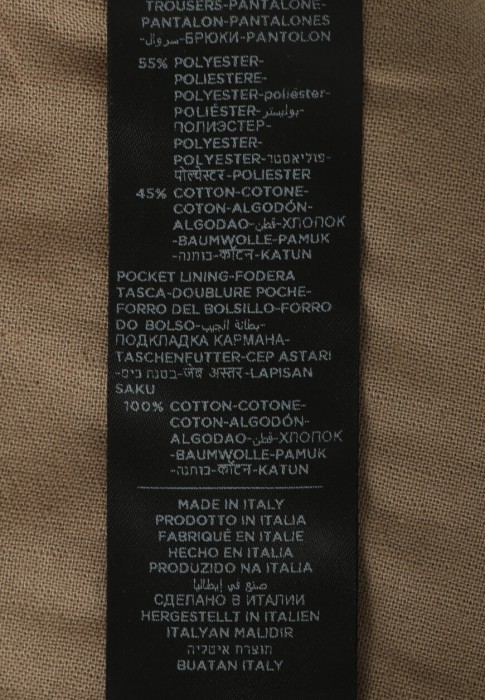 TROUSERS-PANTALONE-
PANTALON-PANTALONES
-سروال-БРЮКИ-PANTOLON
55% POLYESTER-
POLIESTERE-
POLYESTER-poliéster-
POLIÉSTER-بوليستر-
ПОЛИЭСТЕР-
POLYESTER-
POLYESTER-פוליאסטר-
पोल्येस्टर-POLIESTER
45% COTTON-COTONE-
COTON-ALGODÓN-
ALGODAO-قطن-ХЛОПОК
-BAUMWOLLE-PAMUK
-כותנה-कॉटन-KATUN
POCKET LINING-FODERA
TASCA-DOUBLURE POCHE-
FORRO DEL BOLSILLO-FORRO
DO BOLSO-بطانة الجيب-
ПОДКЛАДКА КАРМАНА-
TASCHENFUTTER-CEP ASTARI
-בטנת כיס-जेब अस्तर-LAPISAN
SAKU
100% COTTON-COTONE-
COTON-ALGODÓN-
ALGODAO-قطن-ХЛОПОК
-BAUMWOLLE-PAMUK
-כותנה-कॉटन-KATUN
MADE IN ITALY
PRODOTTO IN ITALIA
FABRIQUÉ EN ITALIE
HECHO EN ITALIA
PRODUZIDO NA ITALIA
صنع في إيطاليا
СДЕЛАНО В ИТАЛИИ
HERGESTELLT IN ITALIEN
ITALYAN MALIDIR
תוצרת איטליה
BUATAN ITALY